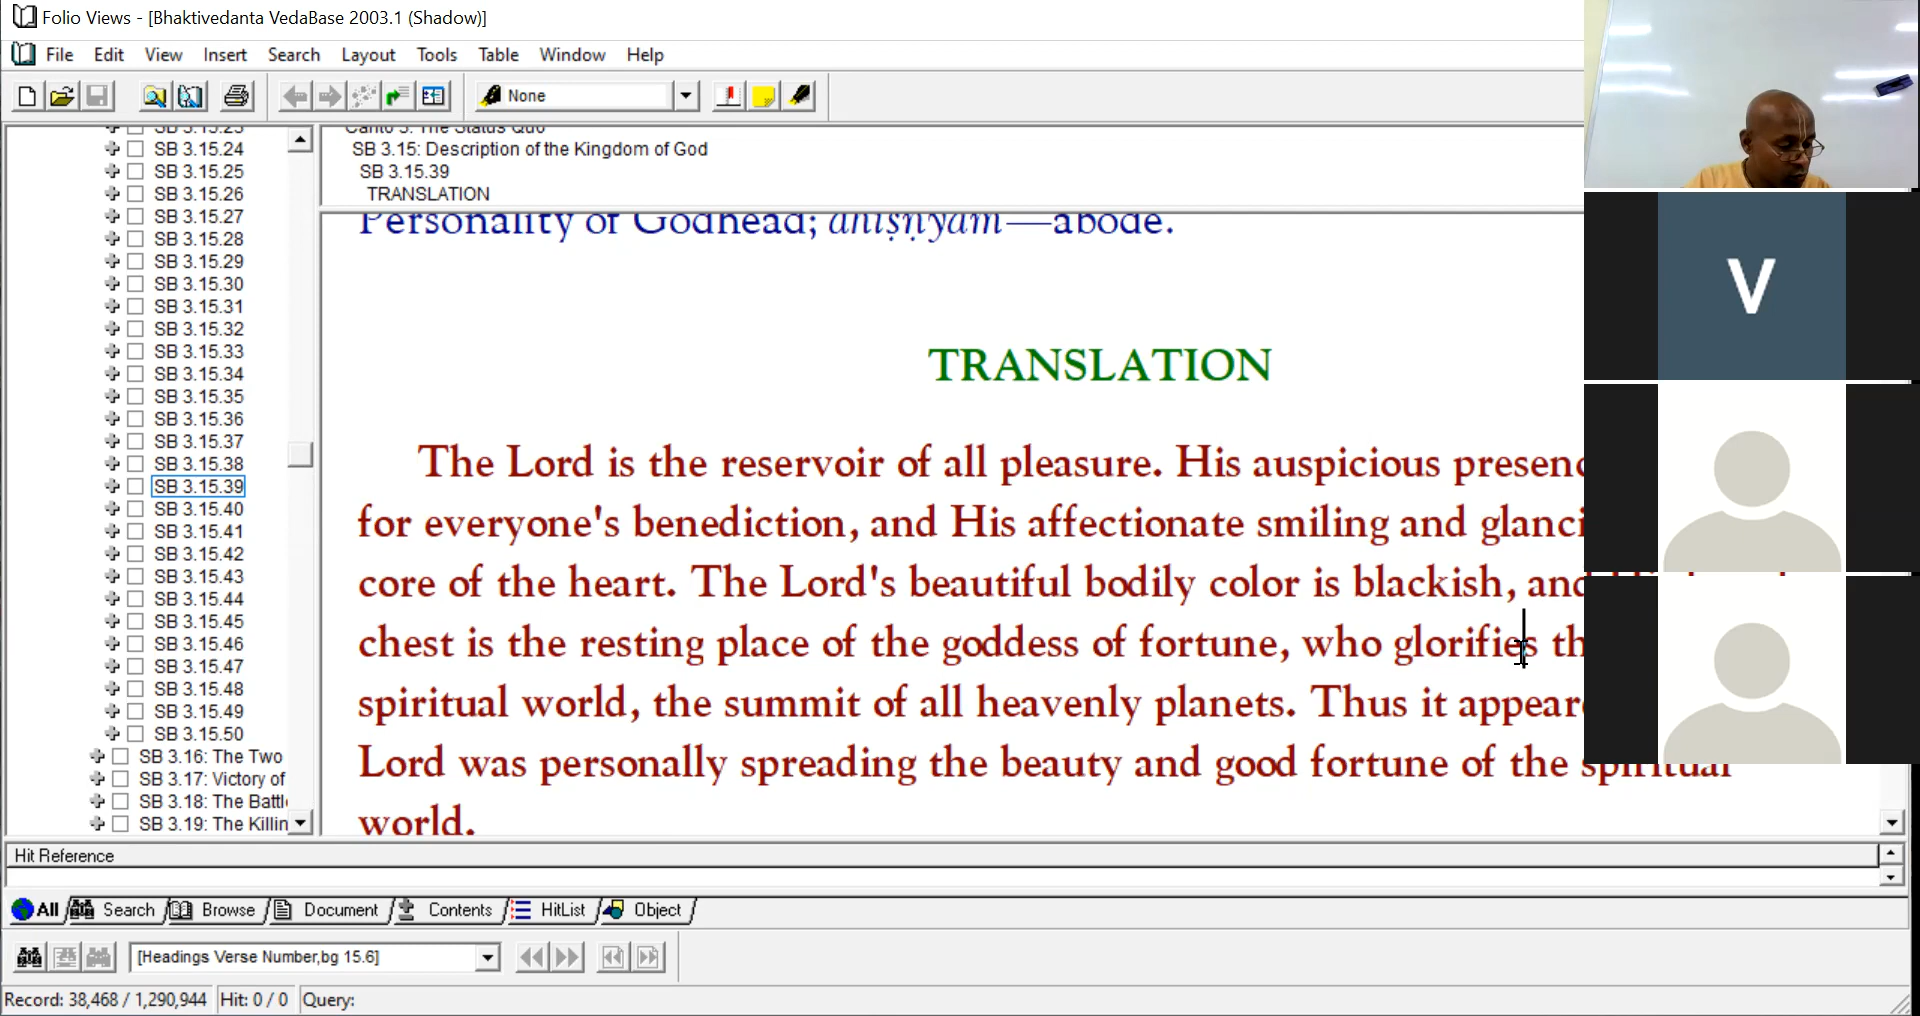 Folio Views - [Bhaktivedanta VedaBase 2003.1 (Shadow)]
File Edit View Insert Search Layout Tools Table Window Help
None
SB 3.15.23
SB 3.15.24
SB 3.15.25
SB 3.15.26
SB 3.15.27
SB 3.15.28
SB 3.15.29
SB 3.15.30
SB 3.15.31
SB 3.15.32
SB 3.15.33
SB 3.15.34
SB 3.15.35
SB 3.15.36
SB 3.15.37
SB 3.15.38
SB 3.15.39
SB 3.15.40
SB 3.15.41
SB 3.15.42
SB 3.15.43
SB 3.15.44
SB 3.15.45
SB 3.15.46
SB 3.15.47
SB 3.15.48
SB 3.15.49
SB 3.15.50
SB 3.16: The Two
SB 3.17: Victory of
SB 3.18: The Battl
SB 3.19: The Killin
Canto 3: The Status Quo
SB 3.15: Description of the Kingdom of God
SB 3.15.39
TRANSLATION
Personality of Godhead; dhiṣṇyam—abode.
TRANSLATION
The Lord is the reservoir of all pleasure. His auspicious presenc
for everyone's benediction, and His affectionate smiling and glanci
core of the heart. The Lord's beautiful bodily color is blackish, and
chest is the resting place of the goddess of fortune, who glorifies th
spiritual world, the summit of all heavenly planets. Thus it appear
Lord was personally spreading the beauty and good fortune of the spiritual
world.
V
Hit Reference
All Search Browse Document Contents HitList Object
[Headings Verse Number,bg 15.6]
Record: 38,468 / 1,290,944 Hit: 0 / 0 Query: